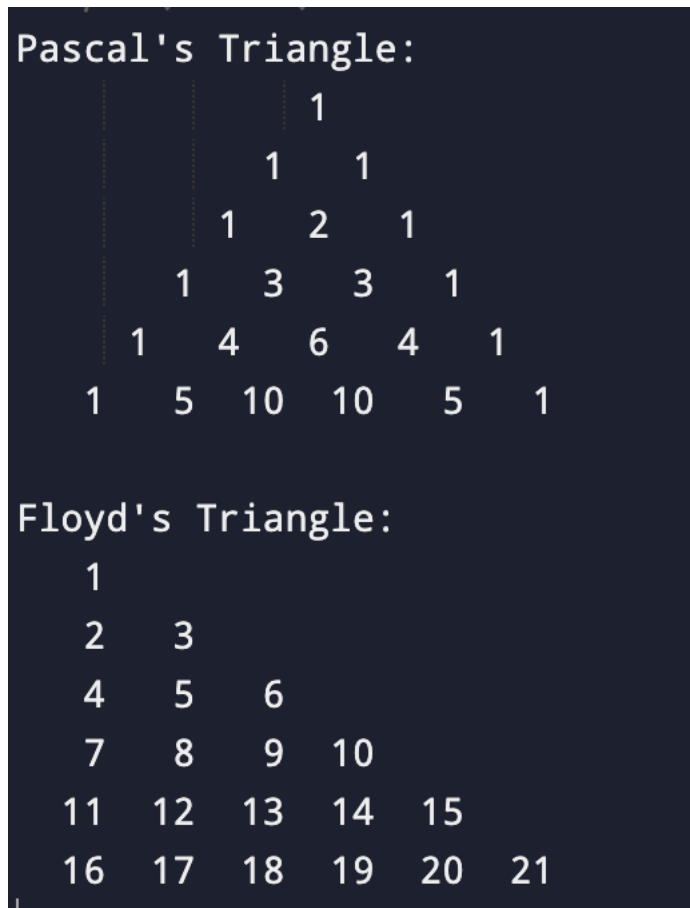 Pascal's Triangle:
             1
           1   1
         1   2   1
       1   3   3   1
     1   4   6   4   1
   1   5  10  10   5   1

Floyd's Triangle:
   1
   2   3
   4   5   6
   7   8   9  10
  11  12  13  14  15
  16  17  18  19  20  21